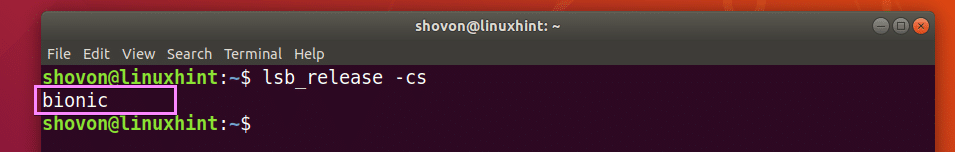 shovon@linuxhint: ~
File Edit View Search Terminal Help
shovon@linuxhint:~$ lsb_release -cs
bionic
shovon@linuxhint:~$